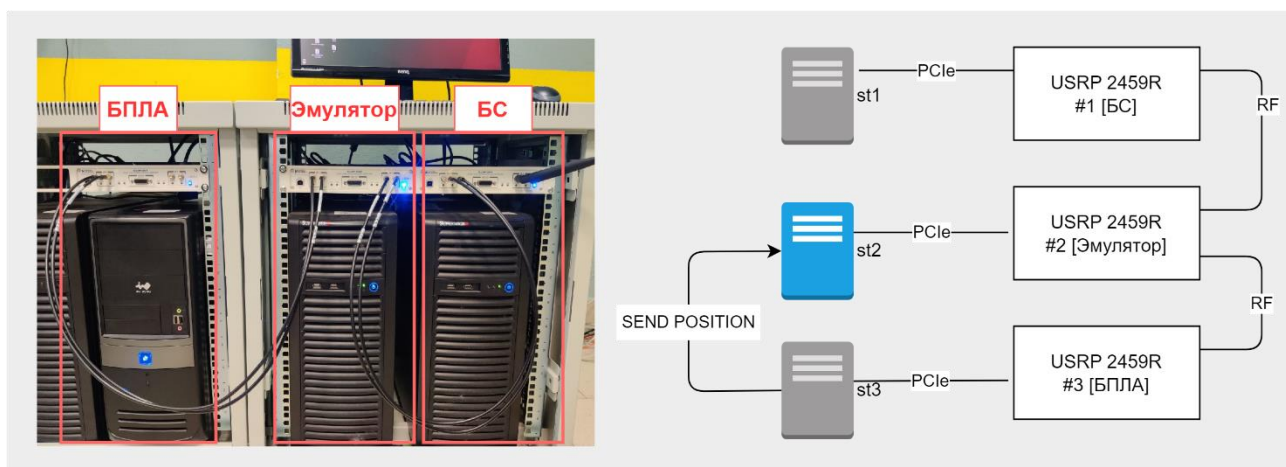 БПЛА
Эмулятор
БС
BENQ
st1
PCIe
USRP 2459R
#1 [БС]
RF
st2
PCIe
USRP 2459R
#2 [Эмулятор]
SEND POSITION
RF
st3
PCIe
USRP 2459R
#3 [БПЛА]